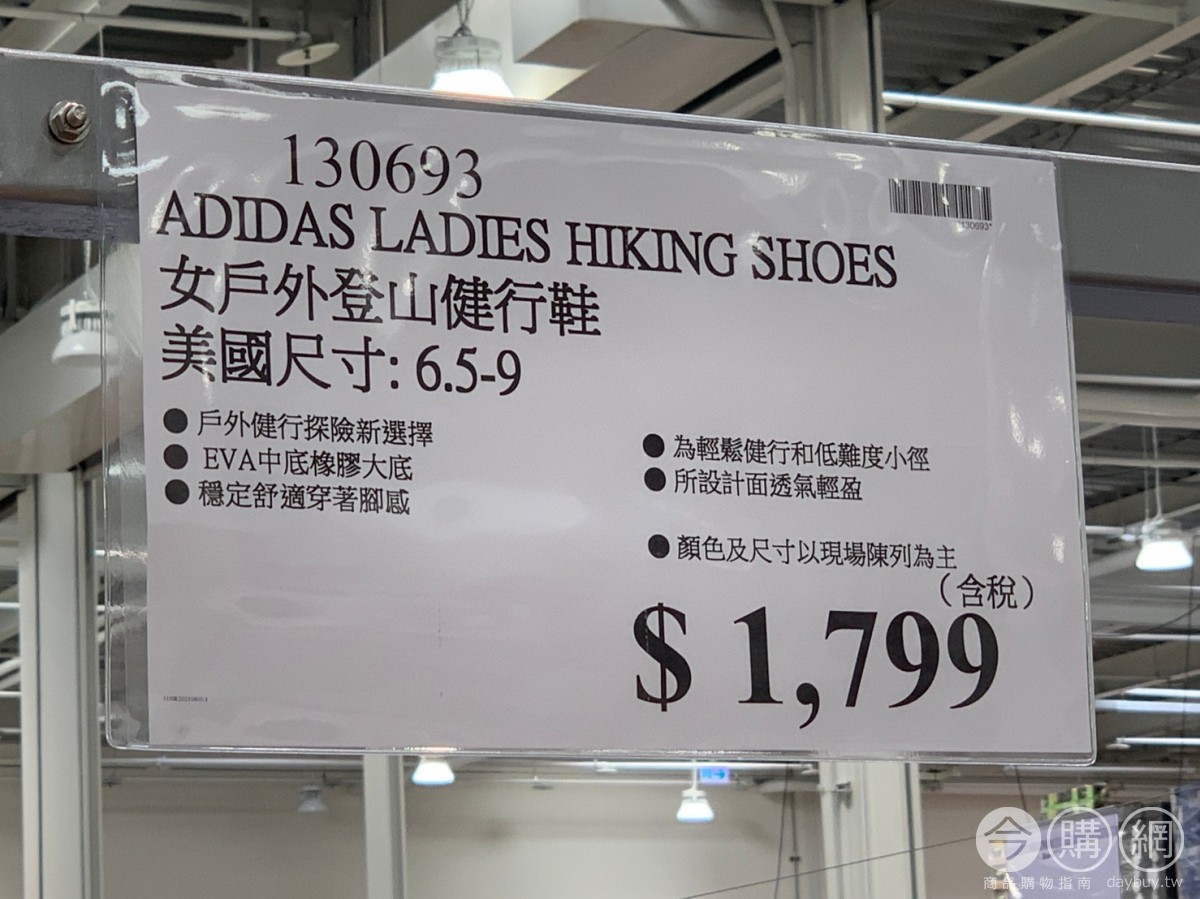 130693
130693*
ADIDAS LADIES HIKING SHOES
女戶外登山健行鞋
美國尺寸: 6.5-9
● 戶外健行探險新選擇
● EVA中底橡膠大底
● 穩定舒適穿著腳感
● 為輕鬆健行和低難度小徑
● 所設計面透氣輕盈
● 顏色及尺寸以現場陳列為主
(含稅)
$ 1,799
今購網
商品購物指南 daybuy.tw